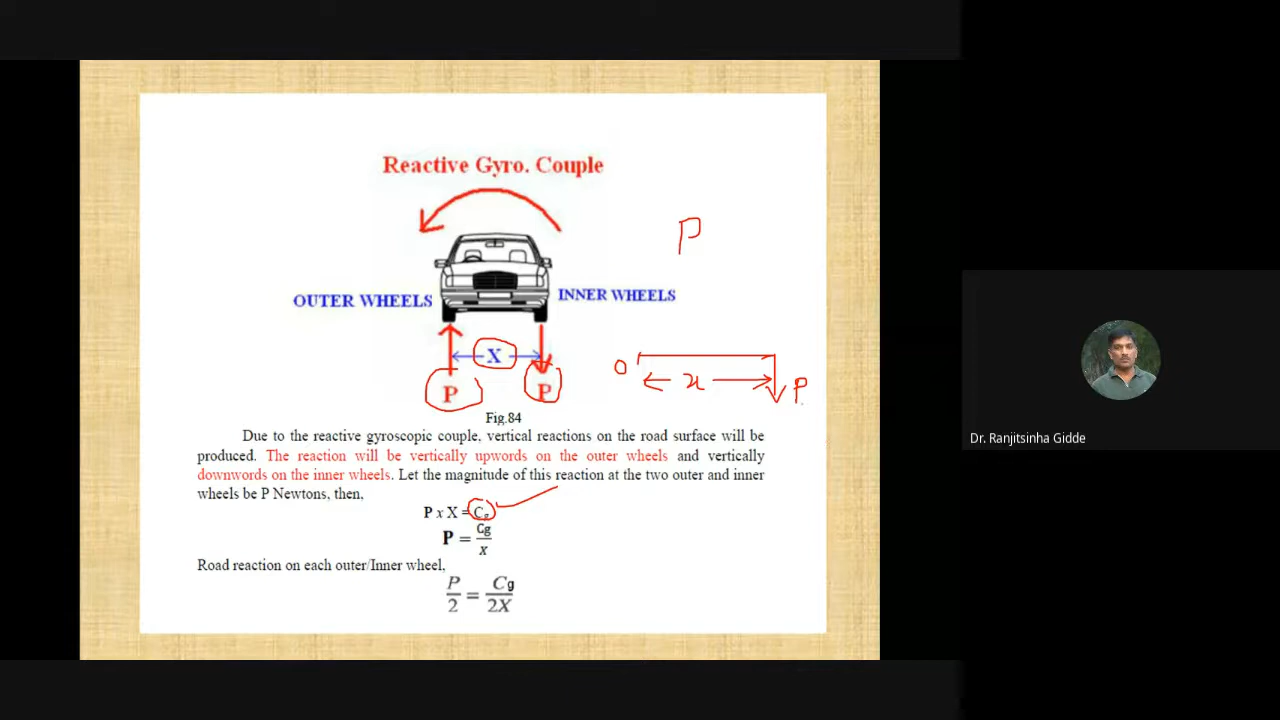 Reactive Gyro. Couple
P
OUTER WHEELS
INNER WHEELS
X
O
x
P
P
P
Fig.84
Due to the reactive gyroscopic couple, vertical reactions on the road surface will be
produced. The reaction will be vertically upwords on the outer wheels and vertically
downwords on the inner wheels. Let the magnitude of this reaction at the two outer and inner
wheels be P Newtons, then,
P x X = Cg
P = Cg/x
Road reaction on each outer/Inner wheel,
P/2 = Cg/2X
Dr. Ranjitsinha Gidde